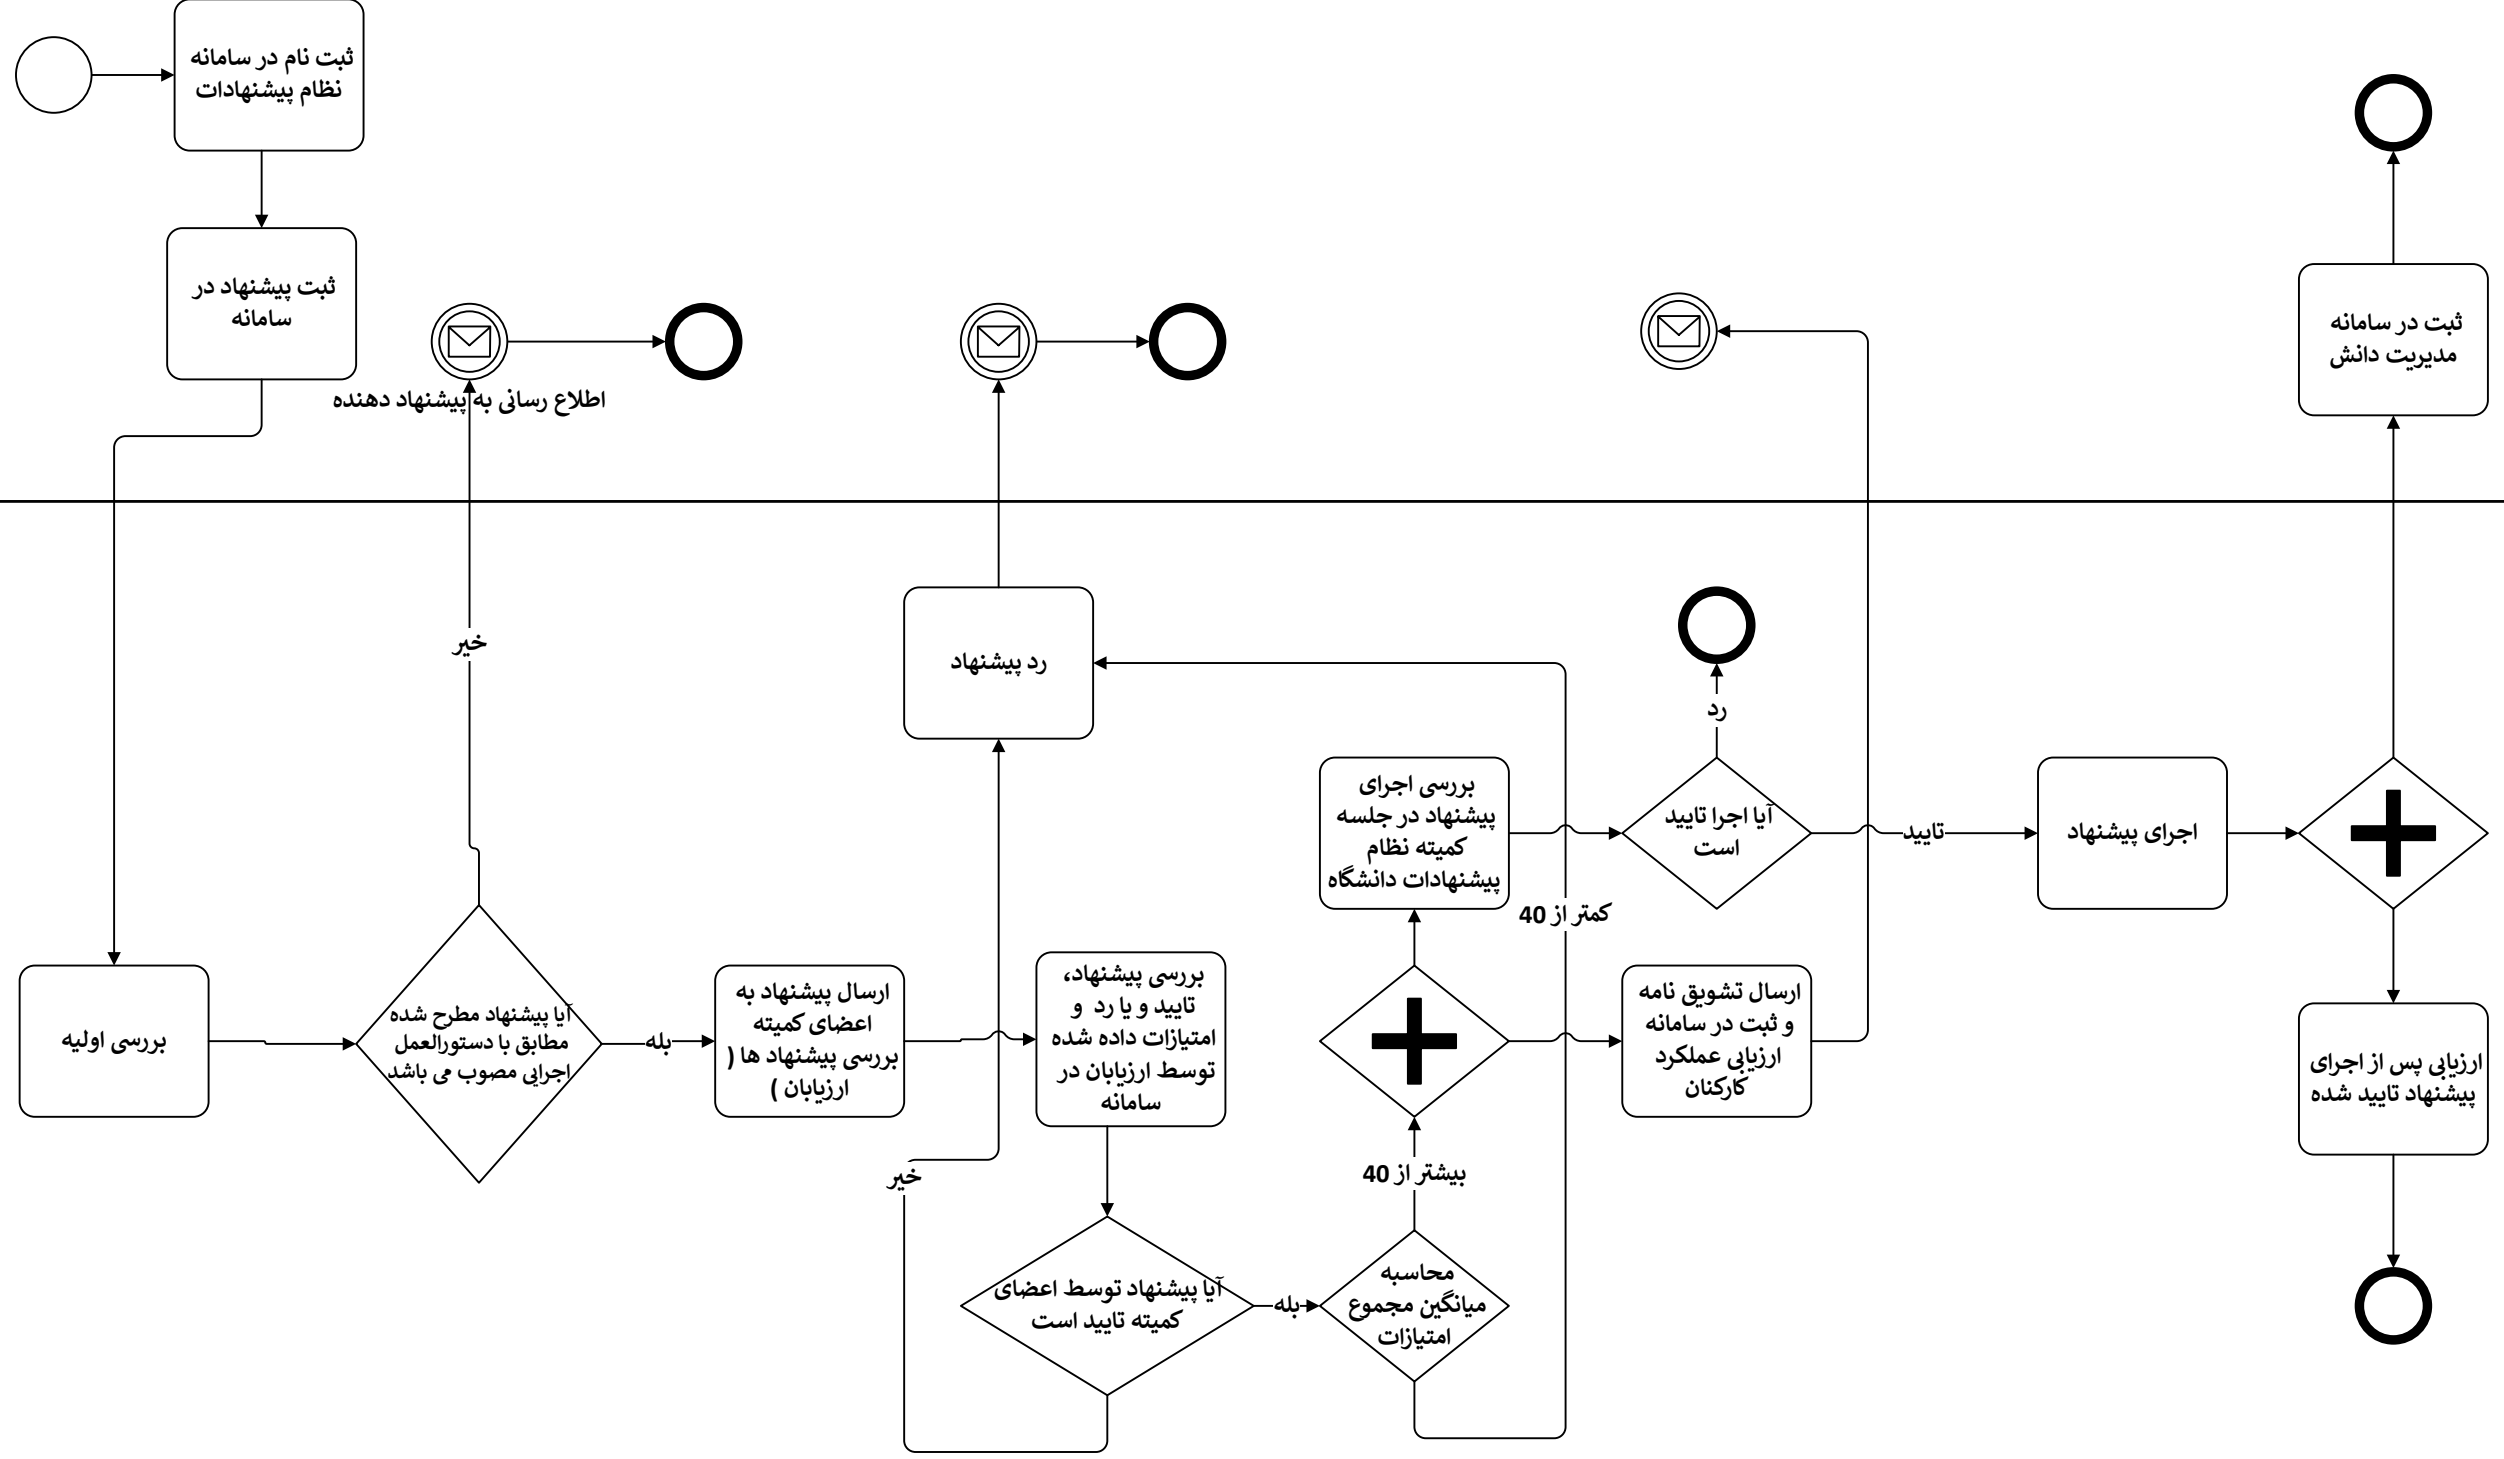 ثبت نام در سامانه
نظام پیشنهادات
ثبت پیشنهاد در
سامانه
اطلاع رسانی به پیشنهاد دهنده
ثبت در سامانه
مدیریت دانش
خیر
رد پیشنهاد
رد
بررسی اجرای
پیشنهاد در جلسه
کمیته نظام
پیشنهادات دانشگاه
آیا اجرا تایید
است
تایید
اجرای پیشنهاد
کمتر از 40
بررسی اولیه
آیا پیشنهاد مطرح شده
مطابق با دستورالعمل
اجرایی مصوب می باشد
بله
ارسال پیشنهاد به
اعضای کمیته
بررسی پیشنهاد ها (
ارزیابان )
بررسی پیشنهاد،
تایید و یا رد و
امتیازات داده شده
توسط ارزیابان در
سامانه
ارسال تشویق نامه
و ثبت در سامانه
ارزیابی عملکرد
کارکنان
ارزیابی پس از اجرای
پیشنهاد تایید شده
خیر
بیشتر از 40
آیا پیشنهاد توسط اعضای
کمیته تایید است
بله
محاسبه
میانگین مجموع
امتیازات